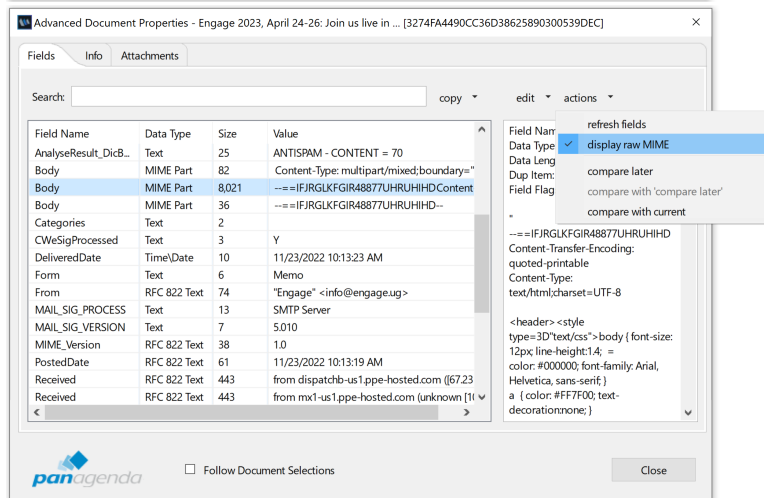 Advanced Document Properties - Engage 2023, April 24-26: Join us live in ... [3274FA4490CC36D38625890300539DEC]
Fields Info Attachments
Search: copy edit actions
refresh fields
display raw MIME
compare later
compare with 'compare later'
compare with current
Field Name Data Type Size Value
AnalyseResult_DicB... Text 25 ANTISPAM - CONTENT = 70
Body MIME Part 82 Content-Type: multipart/mixed;boundary="
Body MIME Part 8,021 --==IFJRGLKFGIR48877UHRUHIHDContent
Body MIME Part 36 --==IFJRGLKFGIR48877UHRUHIHD--
Categories Text 2
CWeSigProcessed Text 3 Y
DeliveredDate Time\Date 10 11/23/2022 10:13:23 AM
Form Text 6 Memo
From RFC 822 Text 74 "Engage" <info@engage.ug>
MAIL_SIG_PROCESS Text 13 SMTP Server
MAIL_SIG_VERSION Text 7 5.010
MIME_Version RFC 822 Text 38 1.0
PostedDate RFC 822 Text 61 11/23/2022 10:13:19 AM
Received RFC 822 Text 443 from dispatchb-us1.ppe-hosted.com ([67.23
Received RFC 822 Text 443 from mx1-us1.ppe-hosted.com (unknown [1
Field Nam
Data Type
Data Leng
Dup Item:
Field Flag
"
--==IFJRGLKFGIR48877UHRUHIHD
Content-Transfer-Encoding:
quoted-printable
Content-Type:
text/html;charset=UTF-8
<header><style
type=3D"text/css">body { font-size:
12px; line-height:1.4; =
color: #000000; font-family: Arial,
Helvetica, sans-serif; }
a { color: #FF7F00; text-
decoration:none; }
panagenda
Follow Document Selections
Close